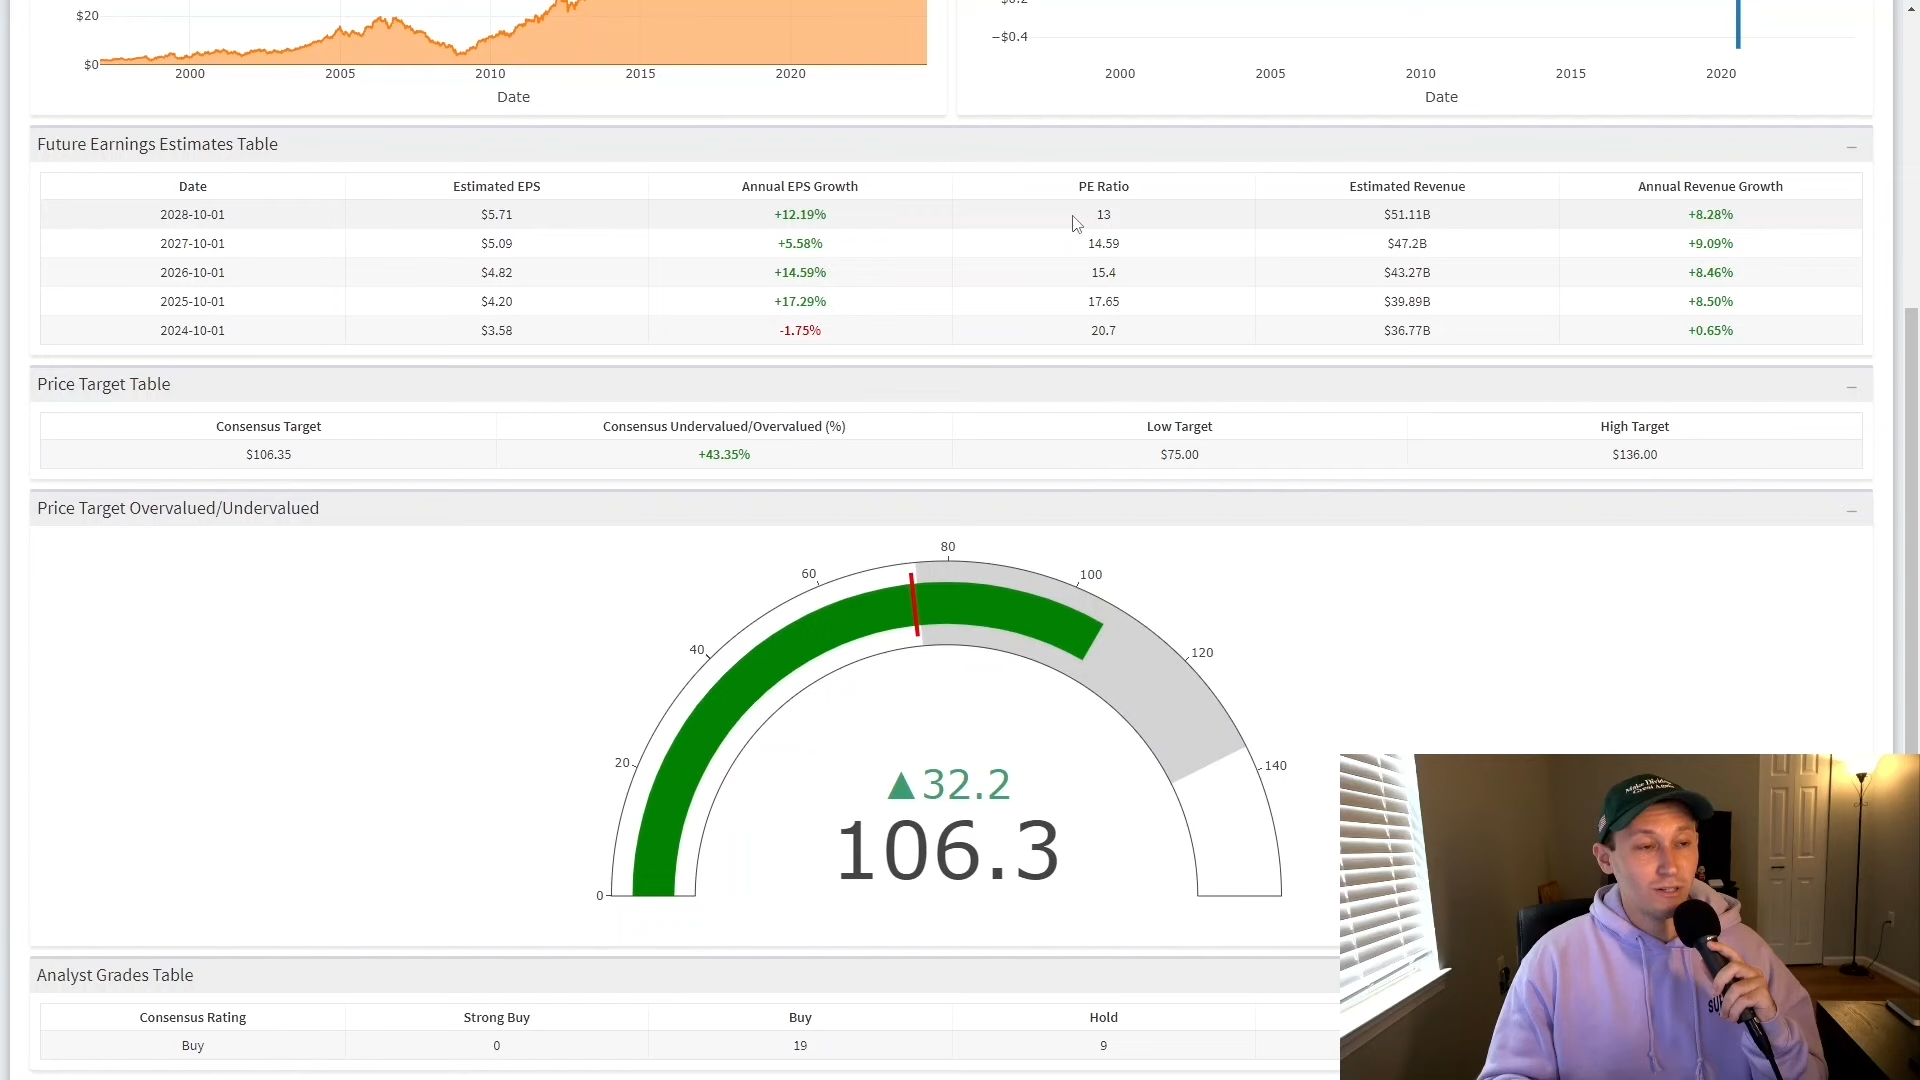 $20
$0
2000 2005 2010 2015 2020
Date
−$0.4
2000 2005 2010 2015 2020
Date
Future Earnings Estimates Table
Date Estimated EPS Annual EPS Growth PE Ratio Estimated Revenue Annual Revenue Growth
2028-10-01 $5.71 +12.19% 13 $51.11B +8.28%
2027-10-01 $5.09 +5.58% 14.59 $47.2B +9.09%
2026-10-01 $4.82 +14.59% 15.4 $43.27B +8.46%
2025-10-01 $4.20 +17.29% 17.65 $39.89B +8.50%
2024-10-01 $3.58 -1.75% 20.7 $36.77B +0.65%
Price Target Table
Consensus Target Consensus Undervalued/Overvalued (%) Low Target High Target
$106.35 +43.35% $75.00 $136.00
Price Target Overvalued/Undervalued
0 20 40 60 80 100 120 140
▲32.2
106.3
Analyst Grades Table
Consensus Rating Strong Buy Buy Hold
Buy 0 19 9